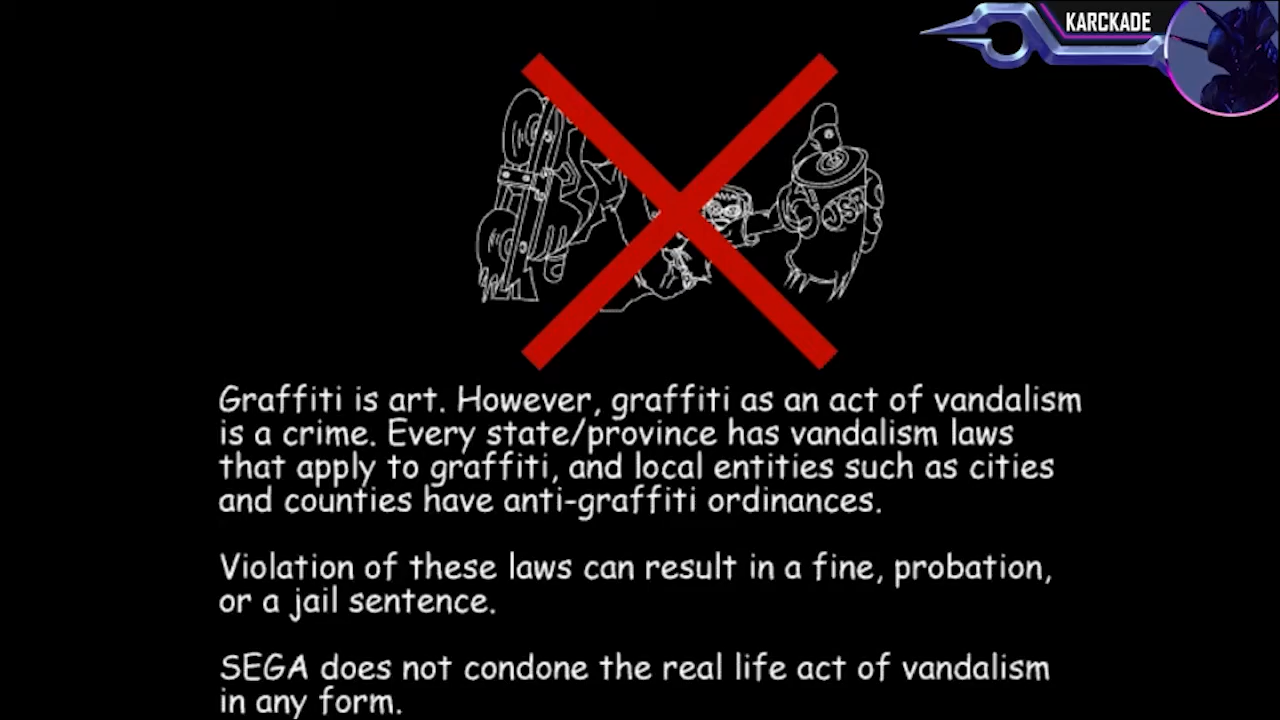 KARCKADE
JSR
Graffiti is art. However, graffiti as an act of vandalism
is a crime. Every state/province has vandalism laws
that apply to graffiti, and local entities such as cities
and counties have anti-graffiti ordinances.
Violation of these laws can result in a fine, probation,
or a jail sentence.
SEGA does not condone the real life act of vandalism
in any form.